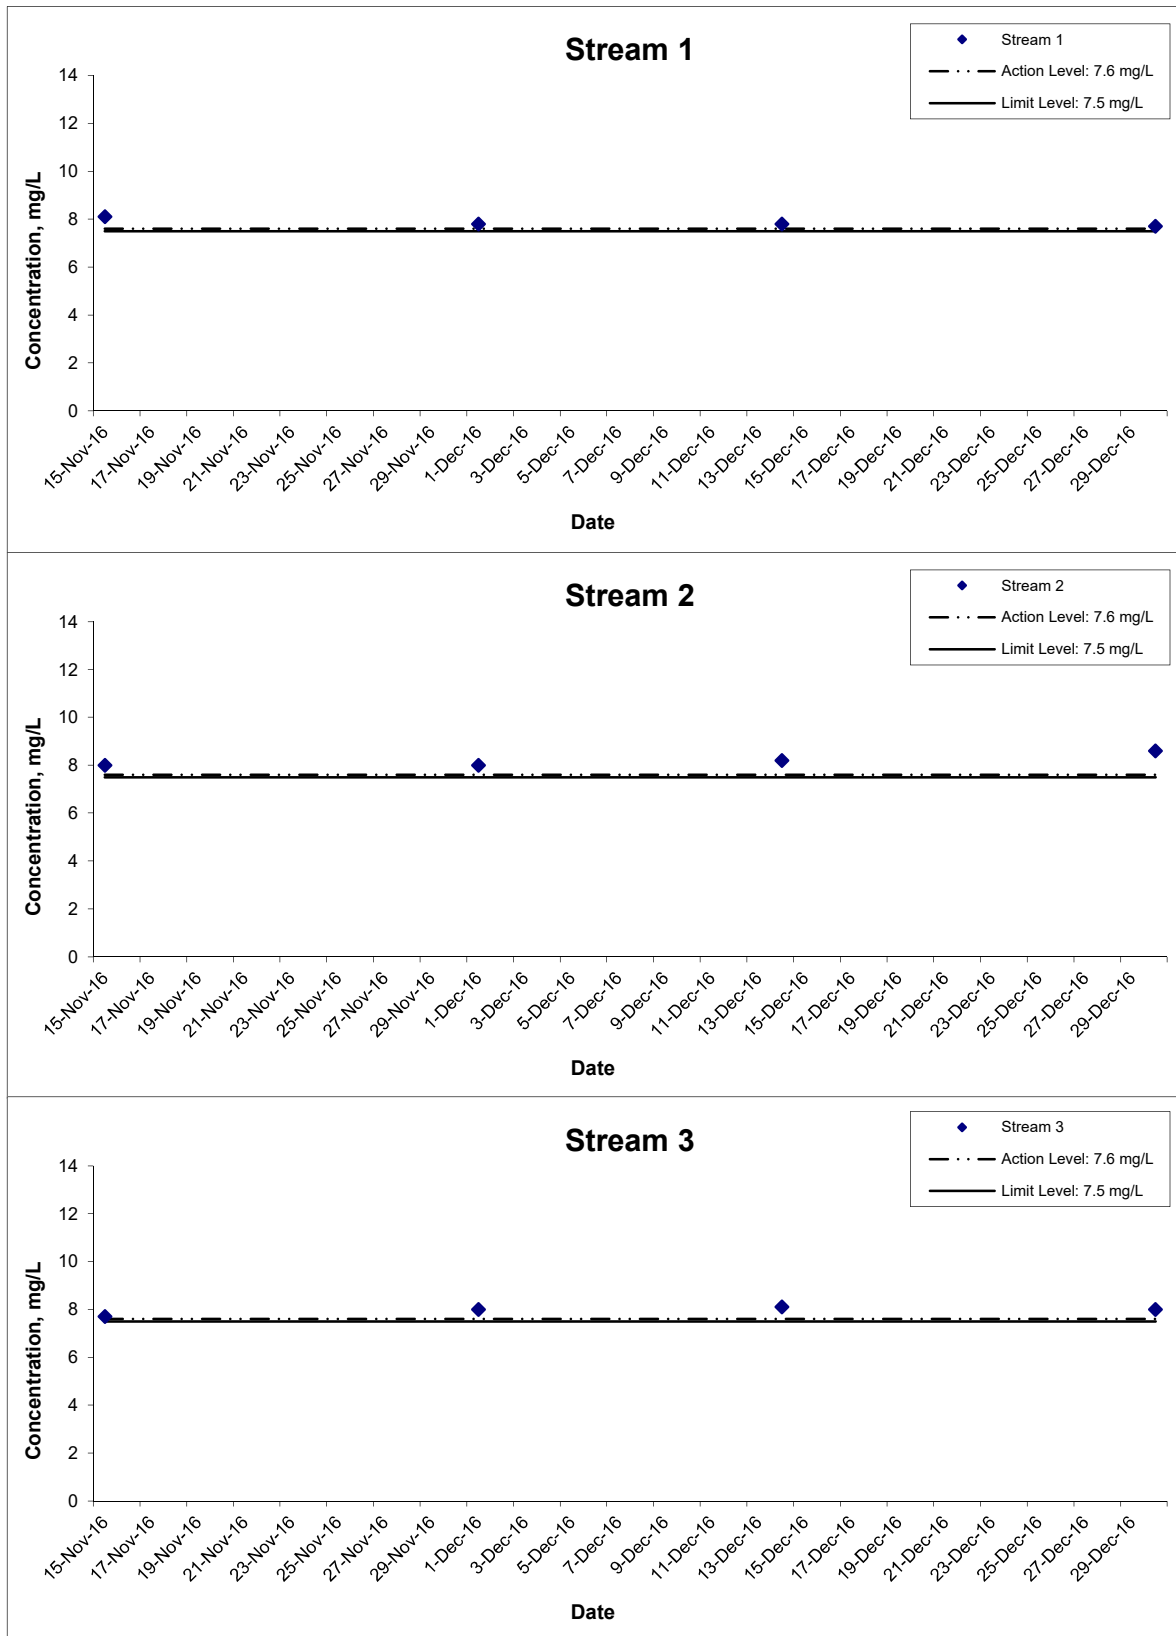 Stream 1
Stream 1
Action Level: 7.6 mg/L
Limit Level: 7.5 mg/L
Concentration, mg/L
14
12
10
8
6
4
2
0
15-Nov-16 17-Nov-16 19-Nov-16 21-Nov-16 23-Nov-16 25-Nov-16 27-Nov-16 29-Nov-16 1-Dec-16 3-Dec-16 5-Dec-16 7-Dec-16 9-Dec-16 11-Dec-16 13-Dec-16 15-Dec-16 17-Dec-16 19-Dec-16 21-Dec-16 23-Dec-16 25-Dec-16 27-Dec-16 29-Dec-16
Date
Stream 2
Stream 2
Action Level: 7.6 mg/L
Limit Level: 7.5 mg/L
Concentration, mg/L
14
12
10
8
6
4
2
0
15-Nov-16 17-Nov-16 19-Nov-16 21-Nov-16 23-Nov-16 25-Nov-16 27-Nov-16 29-Nov-16 1-Dec-16 3-Dec-16 5-Dec-16 7-Dec-16 9-Dec-16 11-Dec-16 13-Dec-16 15-Dec-16 17-Dec-16 19-Dec-16 21-Dec-16 23-Dec-16 25-Dec-16 27-Dec-16 29-Dec-16
Date
Stream 3
Stream 3
Action Level: 7.6 mg/L
Limit Level: 7.5 mg/L
Concentration, mg/L
14
12
10
8
6
4
2
0
15-Nov-16 17-Nov-16 19-Nov-16 21-Nov-16 23-Nov-16 25-Nov-16 27-Nov-16 29-Nov-16 1-Dec-16 3-Dec-16 5-Dec-16 7-Dec-16 9-Dec-16 11-Dec-16 13-Dec-16 15-Dec-16 17-Dec-16 19-Dec-16 21-Dec-16 23-Dec-16 25-Dec-16 27-Dec-16 29-Dec-16
Date